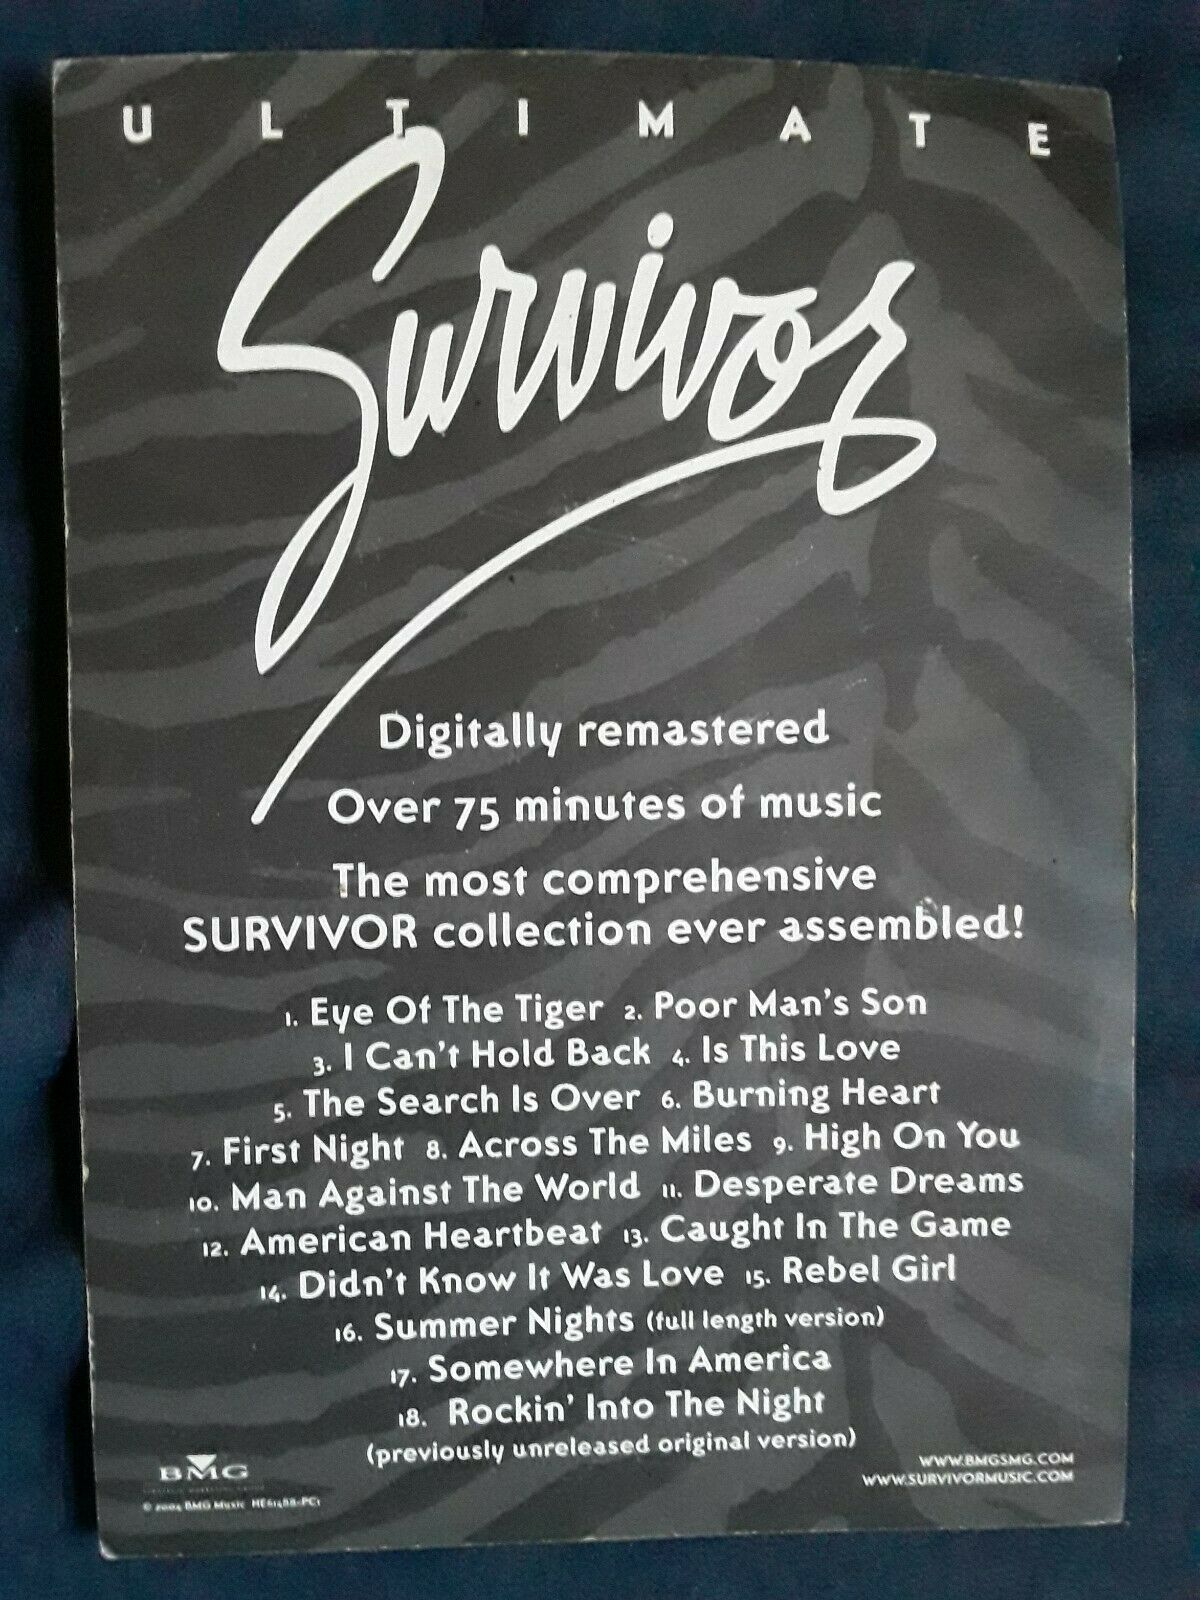 ULTIMATE
Survivor
Digitally remastered
Over 75 minutes of music
The most comprehensive
SURVIVOR collection ever assembled!
1. Eye Of The Tiger 2. Poor Man's Son
3. I Can't Hold Back 4. Is This Love
5. The Search Is Over 6. Burning Heart
7. First Night 8. Across The Miles 9. High On You
10. Man Against The World 11. Desperate Dreams
12. American Heartbeat 13. Caught In The Game
14. Didn't Know It Was Love 15. Rebel Girl
16. Summer Nights (full length version)
17. Somewhere In America
18. Rockin' Into The Night
(previously unreleased original version)
BMG
© 2004 BMG Music HE61488-PC1
WWW.BMGSMG.COM
WWW.SURVIVORMUSIC.COM